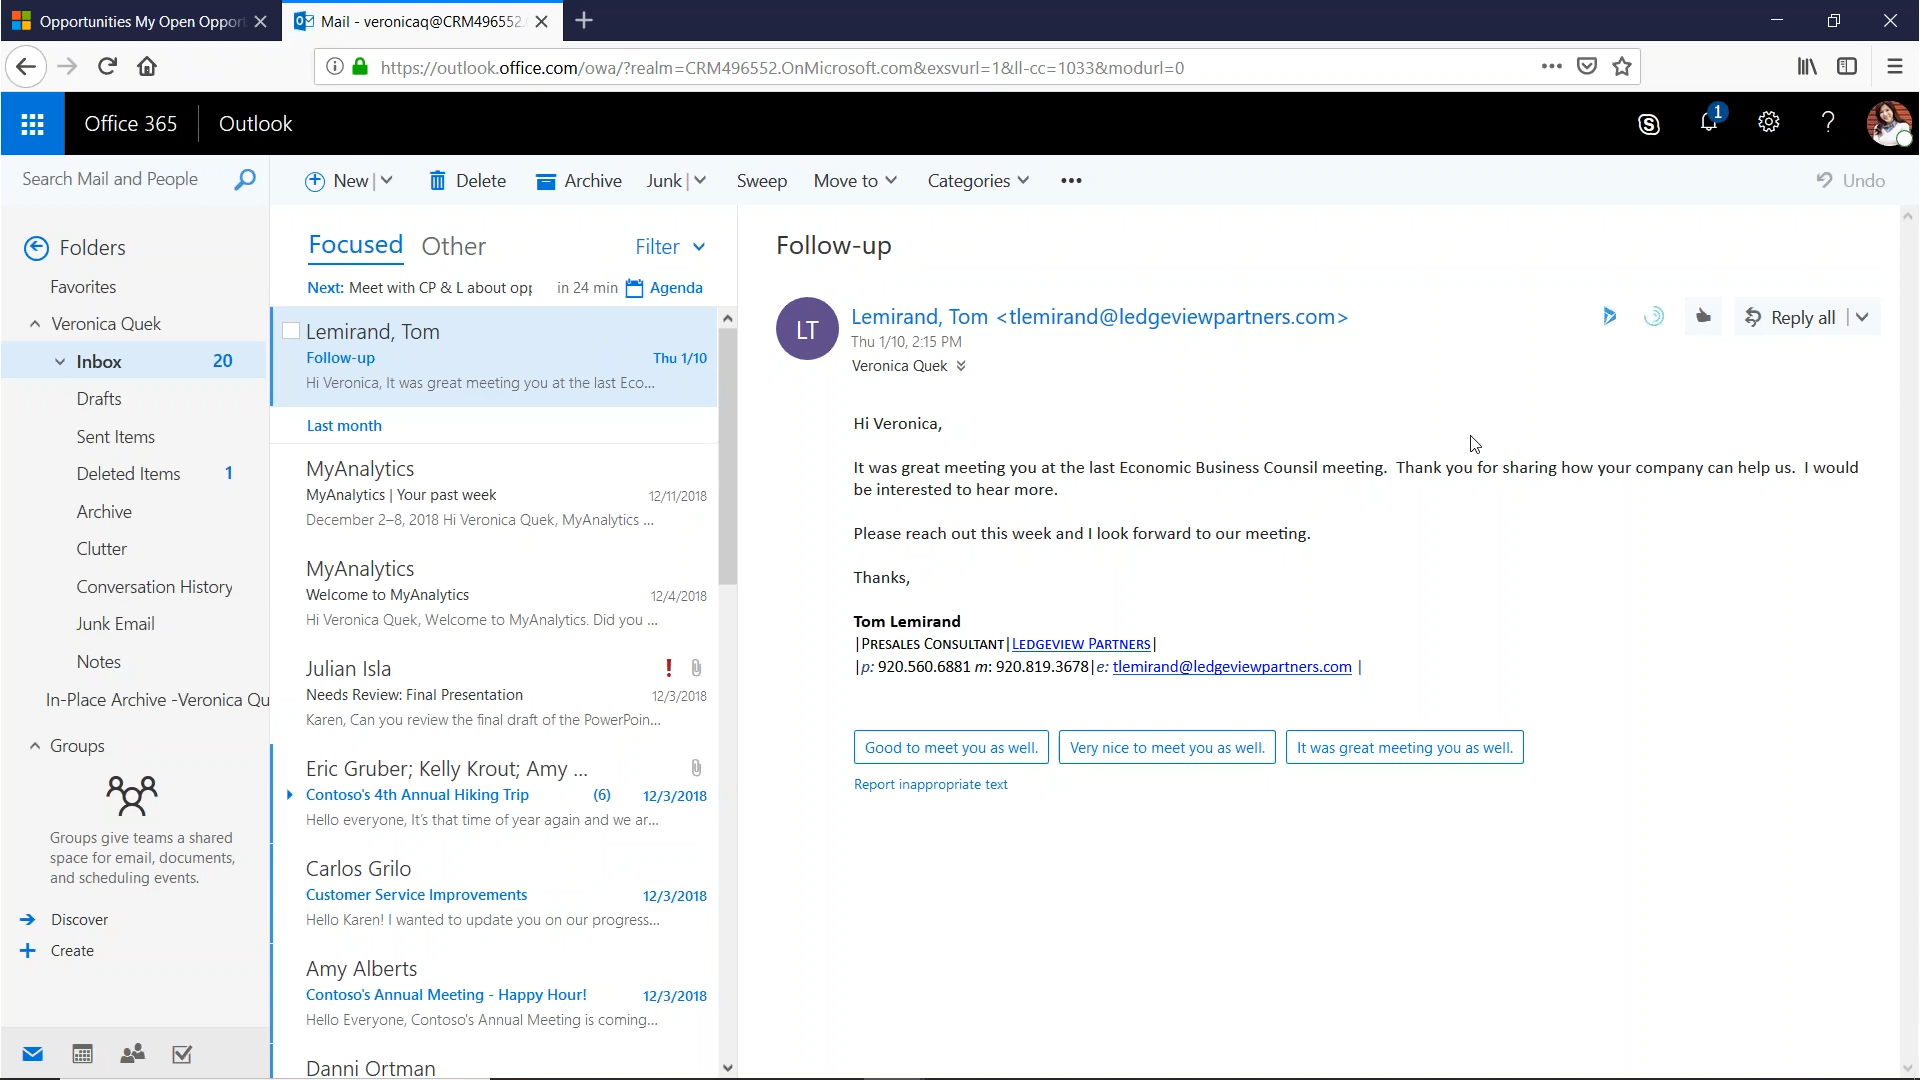 Opportunities My Open Oppor
Mail - veronicaq@CRM496552.
https://outlook.office.com/owa/?realm=CRM496552.OnMicrosoft.com&exsvurl=1&ll-cc=1033&modurl=0
Office 365
Outlook
1
Search Mail and People
New
Delete
Archive
Junk
Sweep
Move to
Categories
Undo
Folders
Favorites
Veronica Quek
Inbox 20
Drafts
Sent Items
Deleted Items 1
Archive
Clutter
Conversation History
Junk Email
Notes
In-Place Archive -Veronica Qu
Groups
Groups give teams a shared
space for email, documents,
and scheduling events.
Discover
Create
Focused Other Filter
Next: Meet with CP & L about opp in 24 min Agenda
Lemirand, Tom
Follow-up Thu 1/10
Hi Veronica, It was great meeting you at the last Eco...
Last month
MyAnalytics
MyAnalytics | Your past week 12/11/2018
December 2–8, 2018 Hi Veronica Quek, MyAnalytics ...
MyAnalytics
Welcome to MyAnalytics 12/4/2018
Hi Veronica Quek, Welcome to MyAnalytics. Did you ...
Julian Isla
Needs Review: Final Presentation 12/3/2018
Karen, Can you review the final draft of the PowerPoin...
Eric Gruber; Kelly Krout; Amy ...
Contoso's 4th Annual Hiking Trip (6) 12/3/2018
Hello everyone, It's that time of year again and we ar...
Carlos Grilo
Customer Service Improvements 12/3/2018
Hello Karen! I wanted to update you on our progress...
Amy Alberts
Contoso's Annual Meeting - Happy Hour! 12/3/2018
Hello Everyone, Contoso's Annual Meeting is coming...
Danni Ortman
Follow-up
LT
Lemirand, Tom <tlemirand@ledgeviewpartners.com>
Thu 1/10, 2:15 PM
Veronica Quek
Reply all
Hi Veronica,
It was great meeting you at the last Economic Business Counsil meeting. Thank you for sharing how your company can help us. I would
be interested to hear more.
Please reach out this week and I look forward to our meeting.
Thanks,
Tom Lemirand
|PRESALES CONSULTANT|LEDGEVIEW PARTNERS|
|p: 920.560.6881 m: 920.819.3678|e: tlemirand@ledgeviewpartners.com |
Good to meet you as well.
Very nice to meet you as well.
It was great meeting you as well.
Report inappropriate text